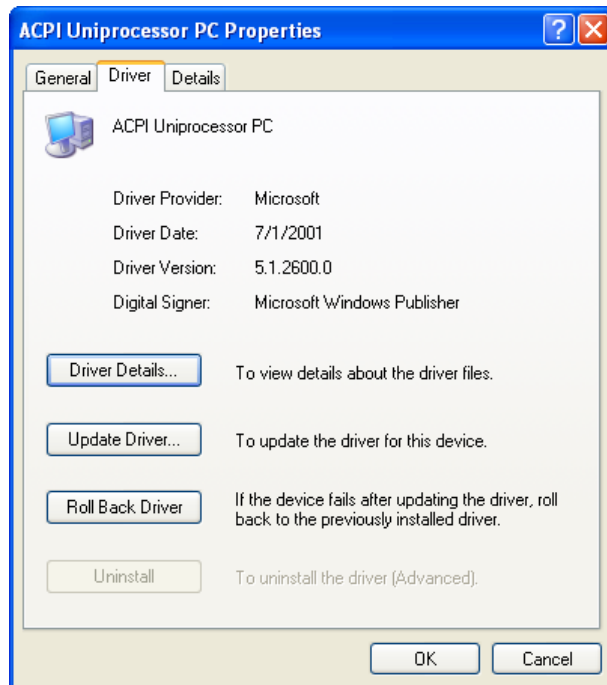 ACPI Uniprocessor PC Properties
General Driver Details
ACPI Uniprocessor PC
Driver Provider: Microsoft
Driver Date: 7/1/2001
Driver Version: 5.1.2600.0
Digital Signer: Microsoft Windows Publisher
Driver Details... To view details about the driver files.
Update Driver... To update the driver for this device.
Roll Back Driver If the device fails after updating the driver, roll
back to the previously installed driver.
Uninstall To uninstall the driver (Advanced).
OK Cancel